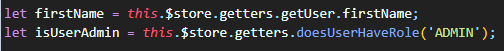 let firstName = this.$store.getters.getUser.firstName;
let isUserAdmin = this.$store.getters.doesUserHaveRole('ADMIN');